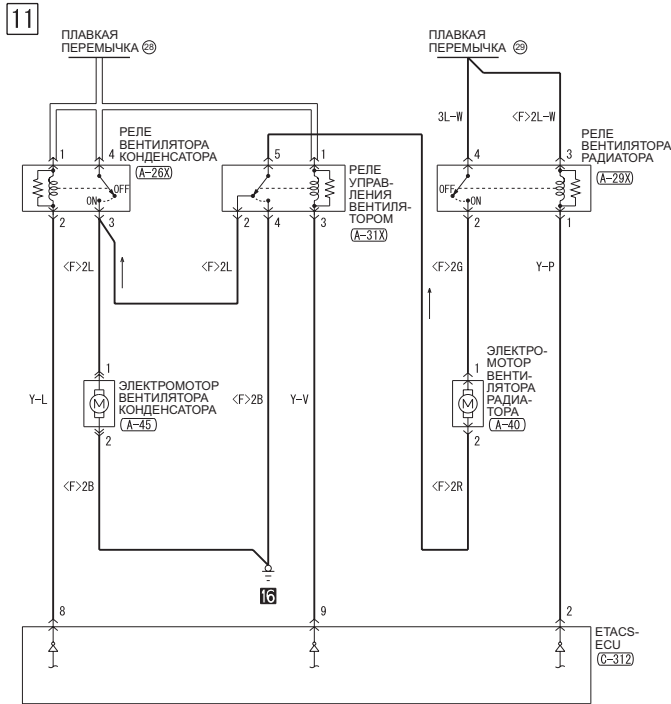 11
ПЛАВКАЯ
ПЕРЕМЫЧКА 28
ПЛАВКАЯ
ПЕРЕМЫЧКА 29
3L-W
<F>2L-W
1
4
РЕЛЕ
ВЕНТИЛЯТОРА
КОНДЕНСАТОРА
A-26X
OFF
ON
2
3
5
1
РЕЛЕ
УПРАВ-
ЛЕНИЯ
ВЕНТИЛЯ-
ТОРОМ
A-31X
2
4
3
4
3
РЕЛЕ
ВЕНТИЛЯТОРА
РАДИАТОРА
A-29X
OFF
ON
2
1
<F>2L
<F>2L
<F>2G
Y-P
1
M
ЭЛЕКТРОМОТОР
ВЕНТИЛЯТОРА
КОНДЕНСАТОРА
A-45
2
1
M
ЭЛЕКТРО-
МОТОР
ВЕНТИ-
ЛЯТОРА
РАДИА-
ТОРА
A-40
2
Y-L
<F>2B
Y-V
<F>2B
<F>2R
16
8
9
2
ETACS-
ECU
C-312